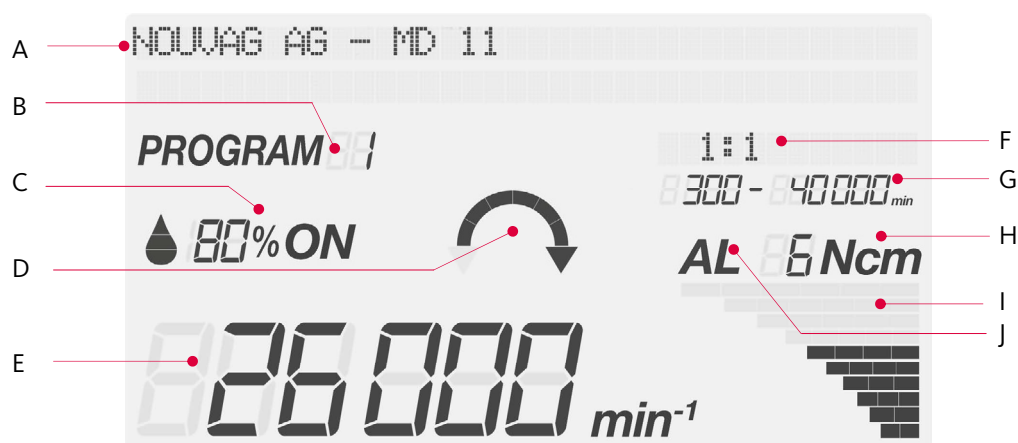 A NOUVAG AG - MD 11
B PROGRAM 1
1:1 F
300 - 40000 min G
C 80% ON
D
AL 6 Ncm H
I
J
E 26000 min-1